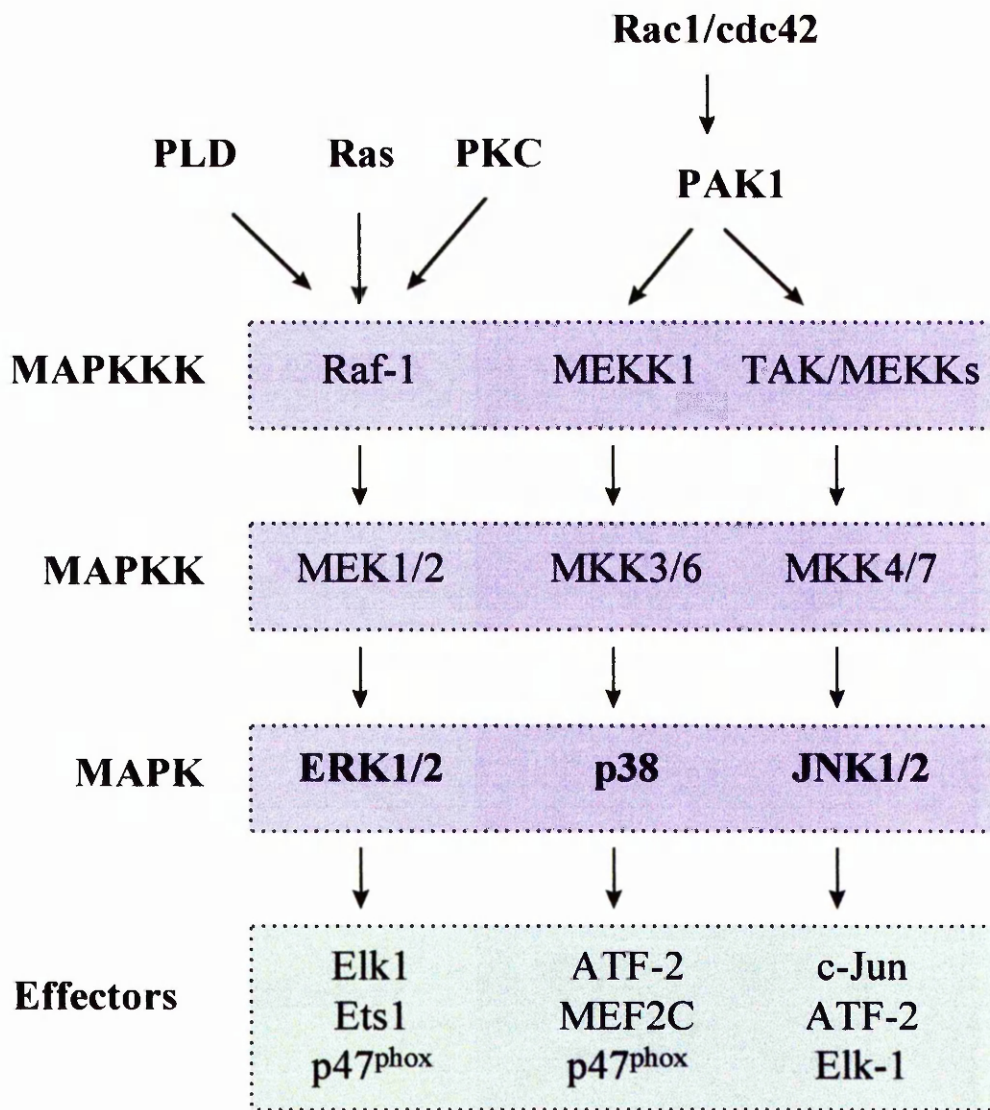 Rac1/cdc42
PLD Ras PKC
PAK1
MAPKKK Raf-1 MEKK1 TAK/MEKKs
MAPKK MEK1/2 MKK3/6 MKK4/7
MAPK ERK1/2 p38 JNK1/2
Effectors
Elk1 ATF-2 c-Jun
Ets1 MEF2C ATF-2
p47phox p47phox Elk-1